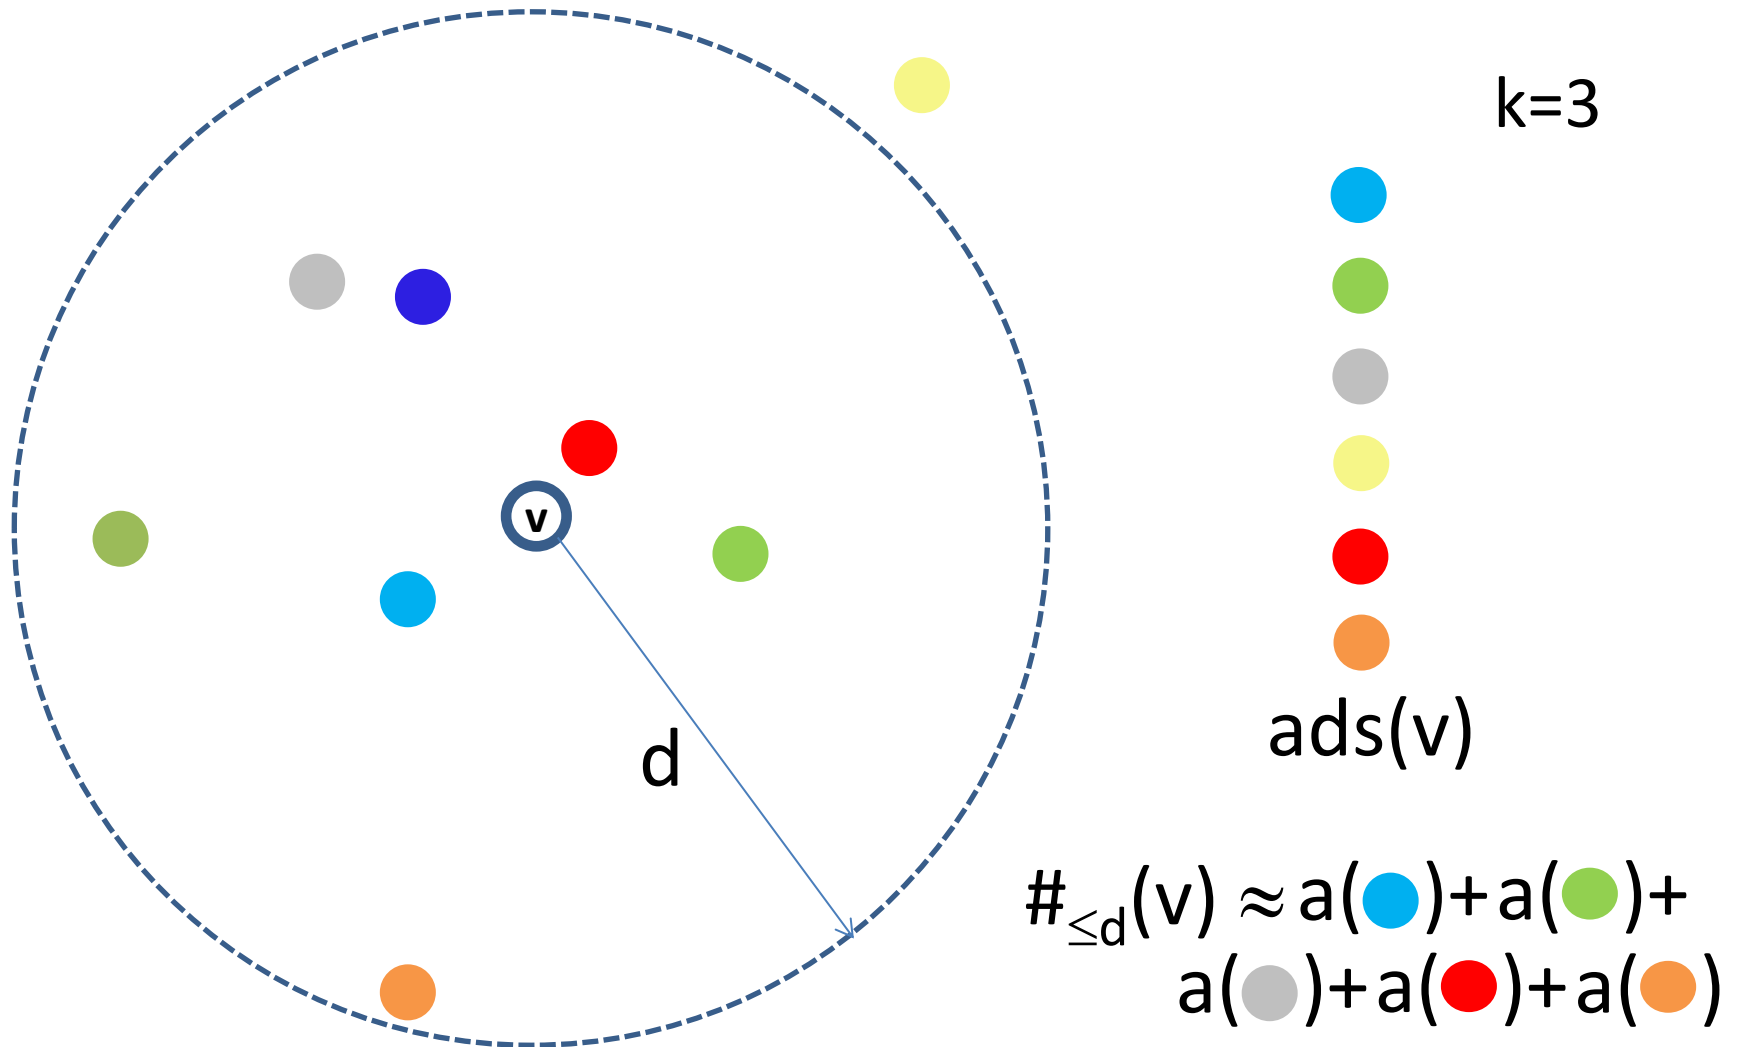 k=3
v
d
ads(v)
#≤d(v) ≈ a( )+a( )+
a( )+a( )+a( )